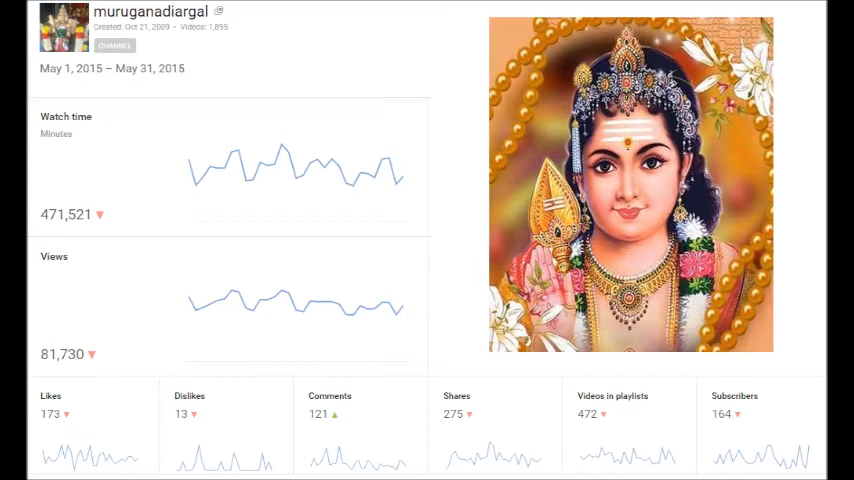 muruganadiargal
Created: Oct 21, 2009 • Videos: 1,895
CHANNEL
May 1, 2015 – May 31, 2015
Watch time
Minutes
471,521
Views
81,730
Likes
173
Dislikes
13
Comments
121
Shares
275
Videos in playlists
472
Subscribers
164